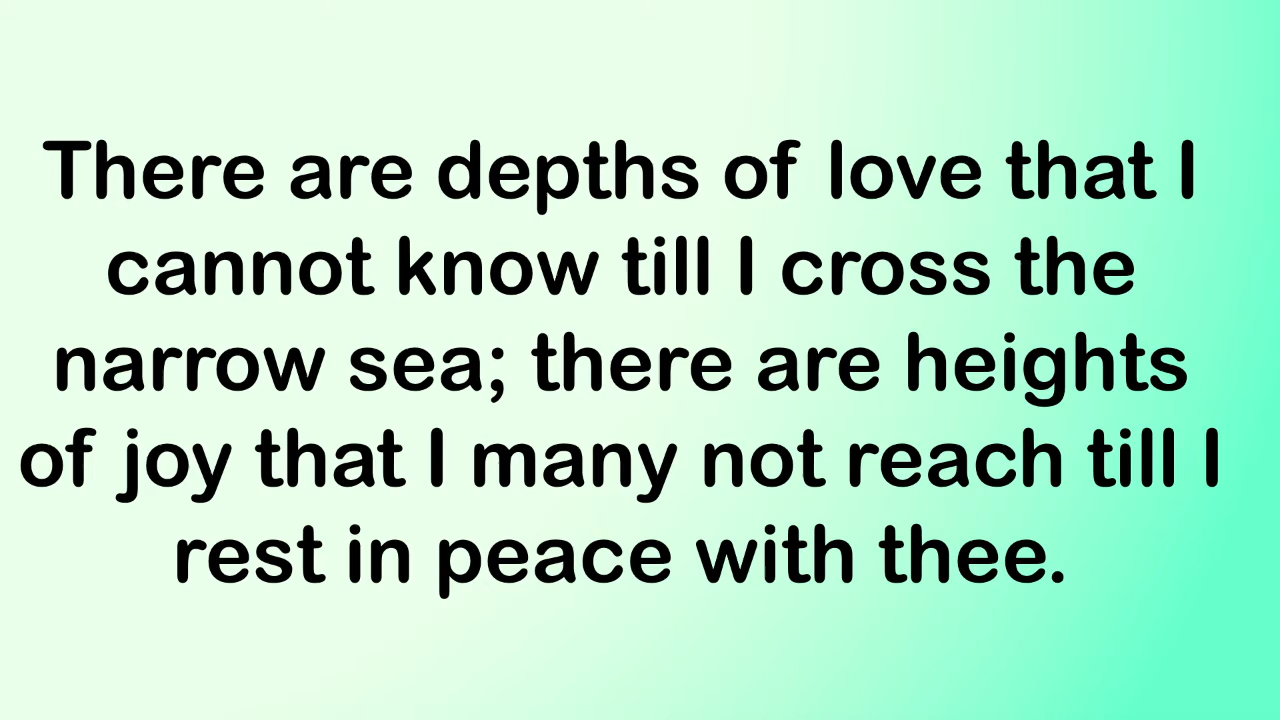 There are depths of love that I
cannot know till I cross the
narrow sea; there are heights
of joy that I many not reach till I
rest in peace with thee.